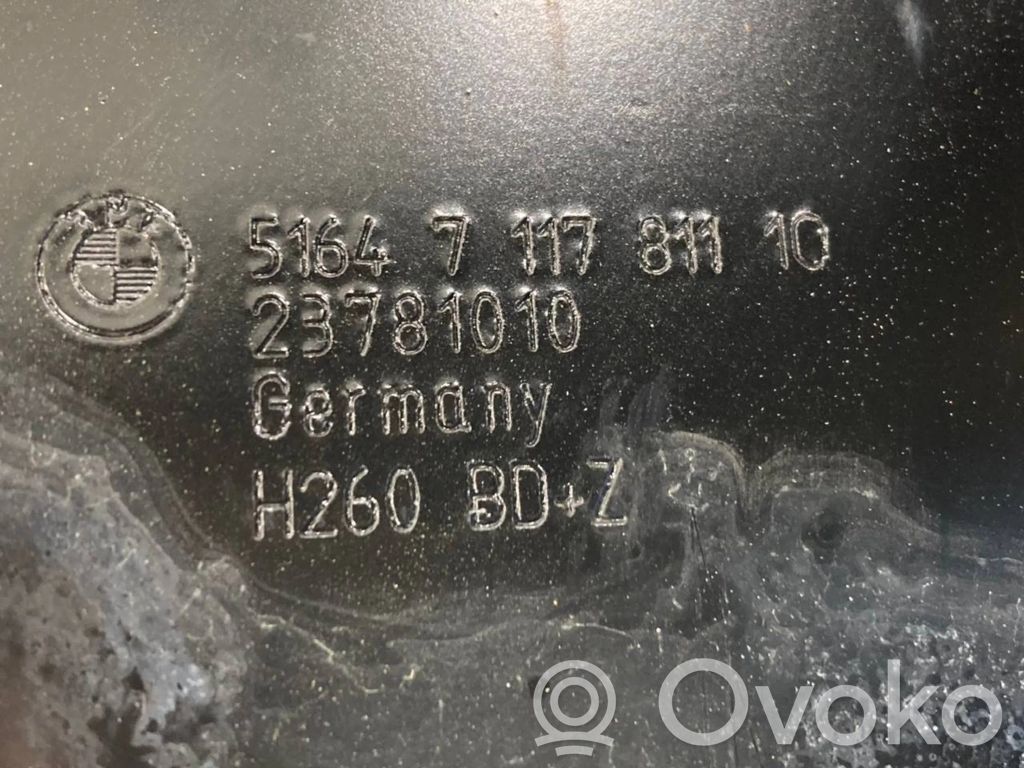 5164 7 117 811 10
23781010
Germany
H260 BD+Z
Ovoko